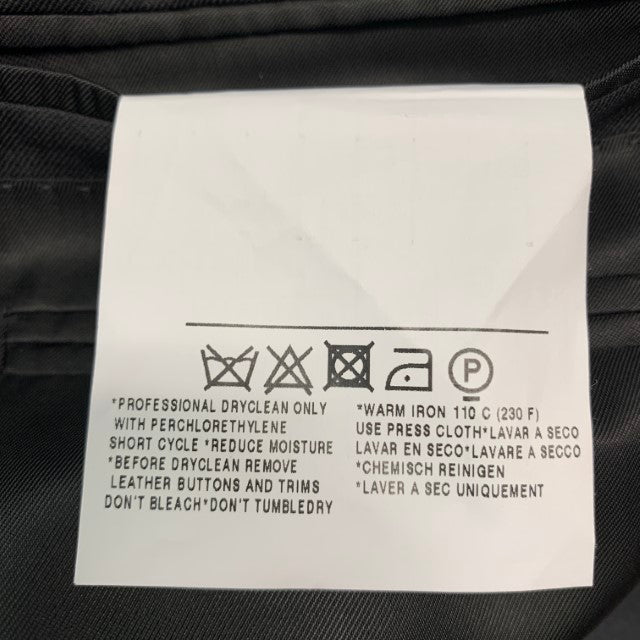 P
*PROFESSIONAL DRYCLEAN ONLY
WITH PERCHLORETHYLENE
SHORT CYCLE *REDUCE MOISTURE
*BEFORE DRYCLEAN REMOVE
LEATHER BUTTONS AND TRIMS
DON'T BLEACH*DON'T TUMBLEDRY
*WARM IRON 110 C (230 F)
USE PRESS CLOTH*LAVAR A SECO
LAVAR EN SECO*LAVARE A SECCO
*CHEMISCH REINIGEN
*LAVER A SEC UNIQUEMENT